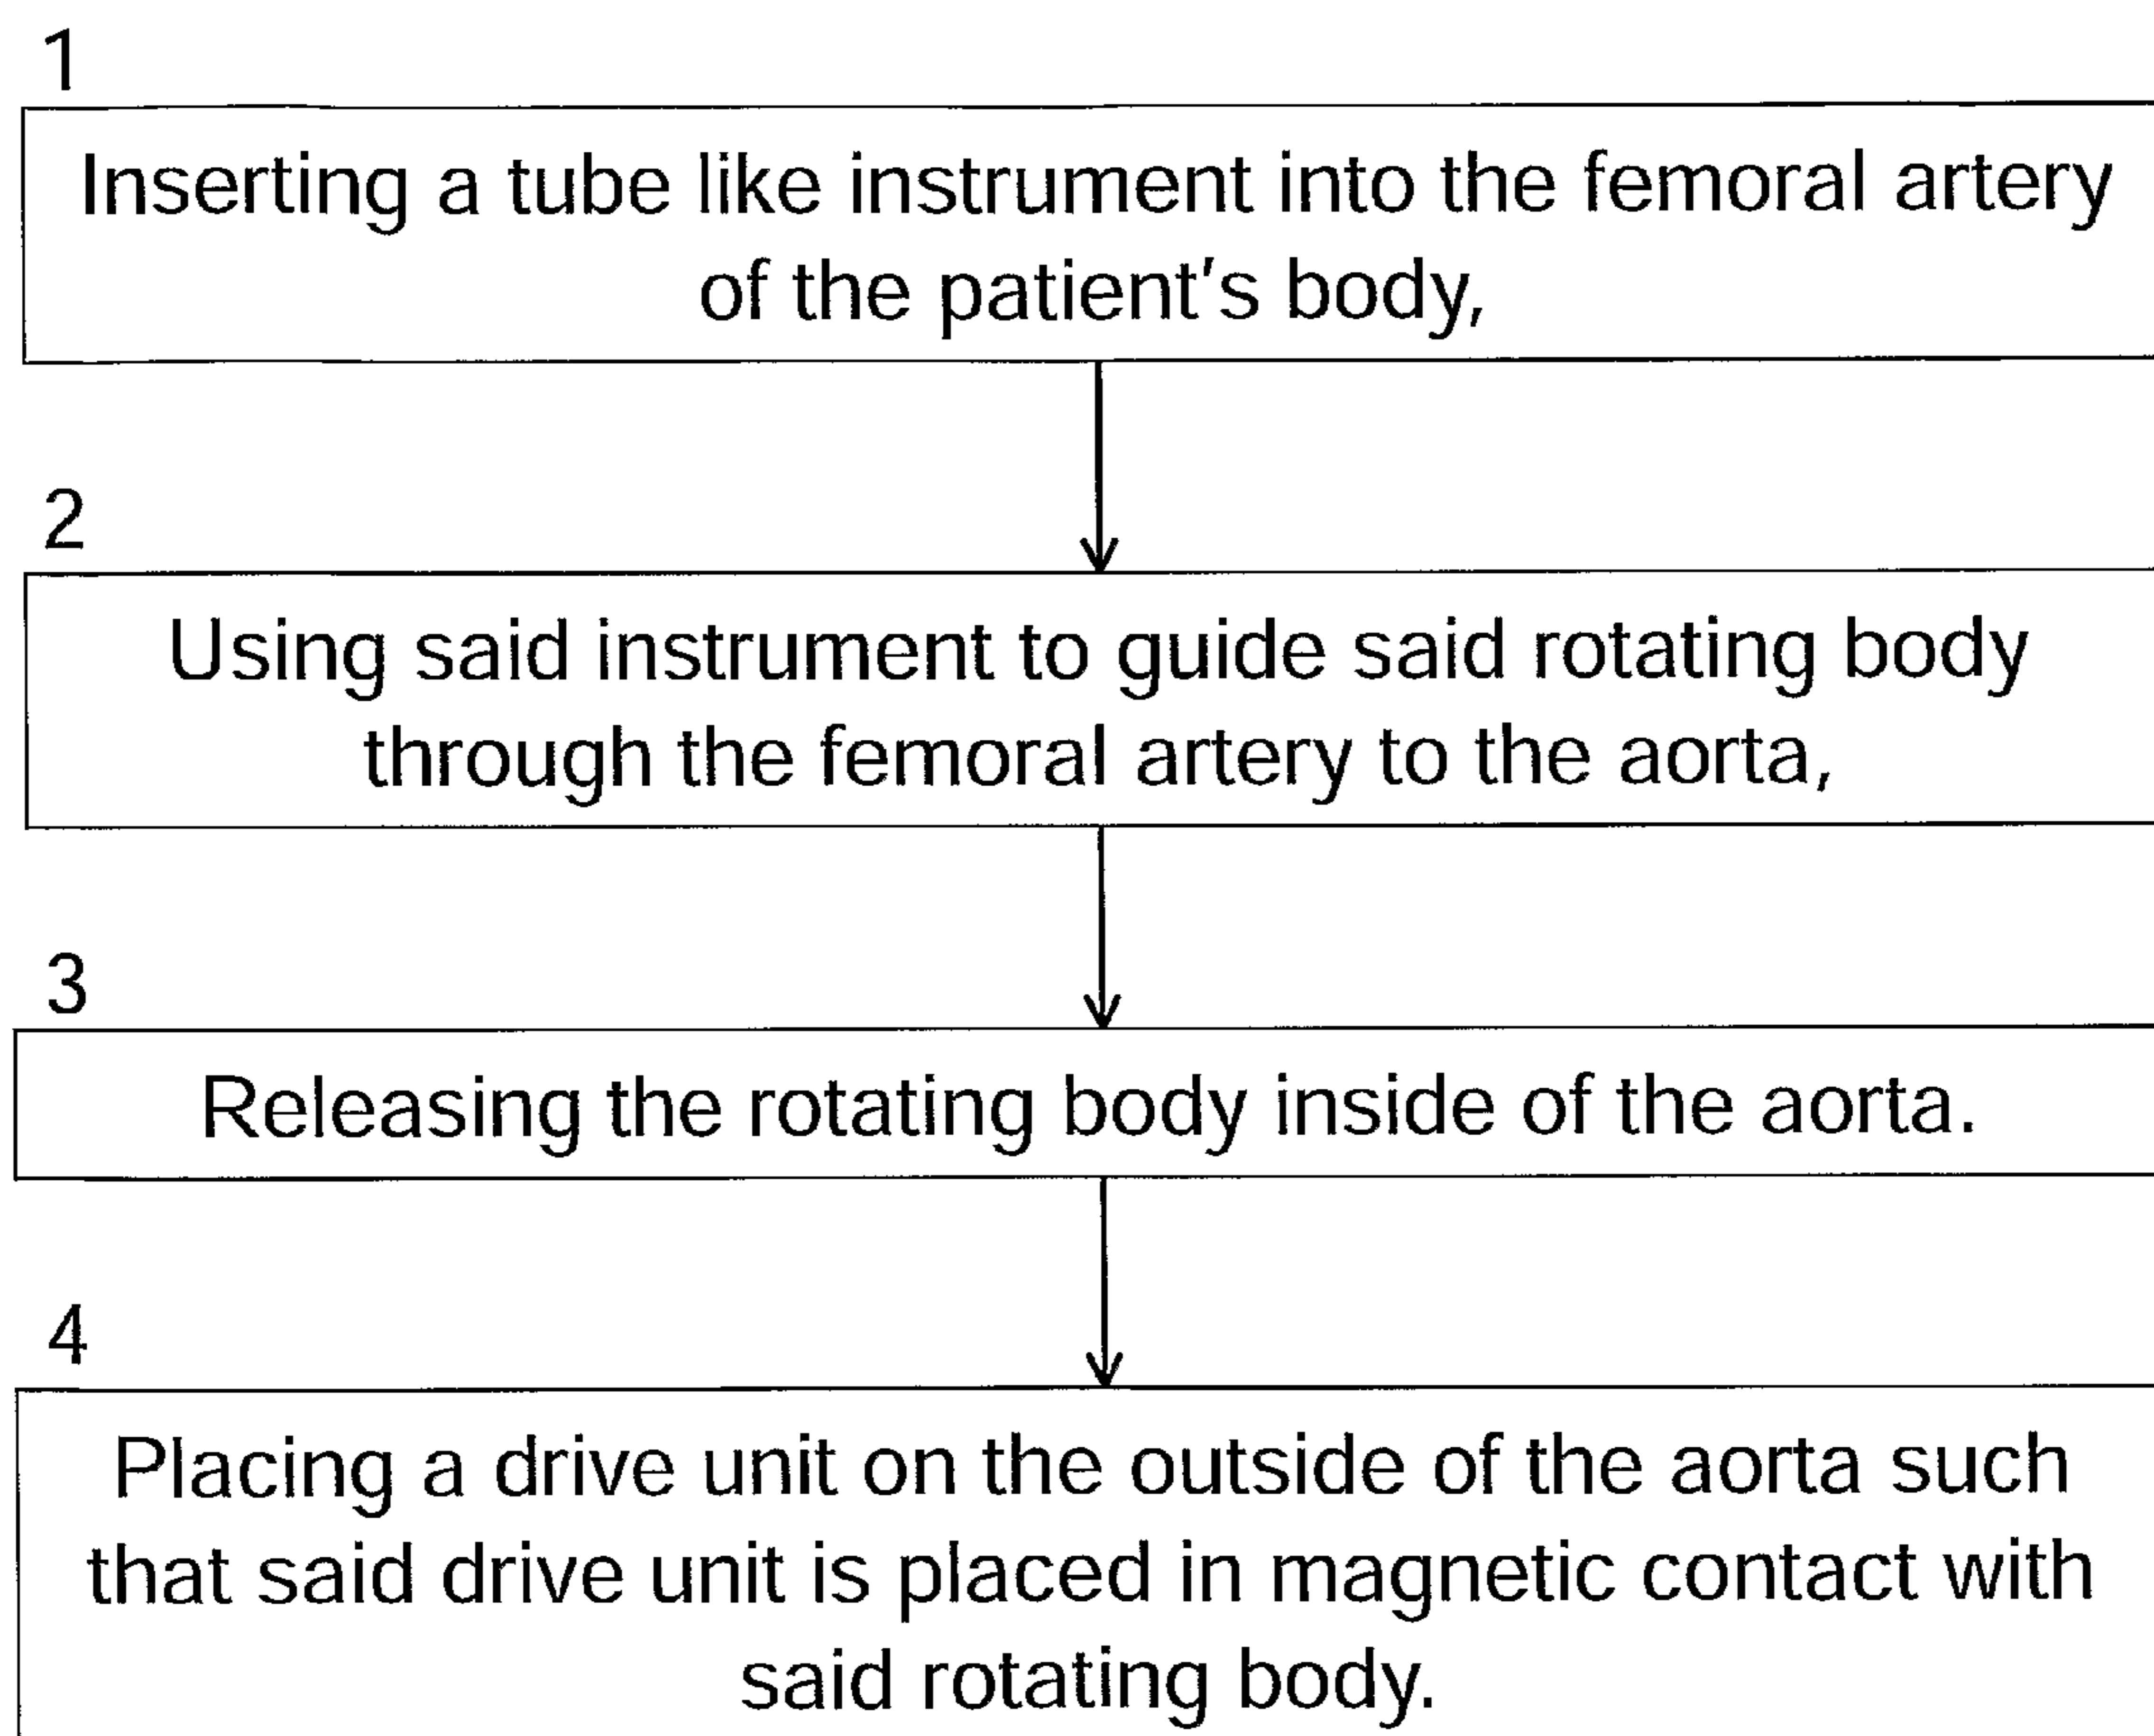 1
Inserting a tube like instrument into the femoral artery
of the patient's body,
2
Using said instrument to guide said rotating body
through the femoral artery to the aorta,
3
Releasing the rotating body inside of the aorta.
4
Placing a drive unit on the outside of the aorta such
that said drive unit is placed in magnetic contact with
said rotating body.